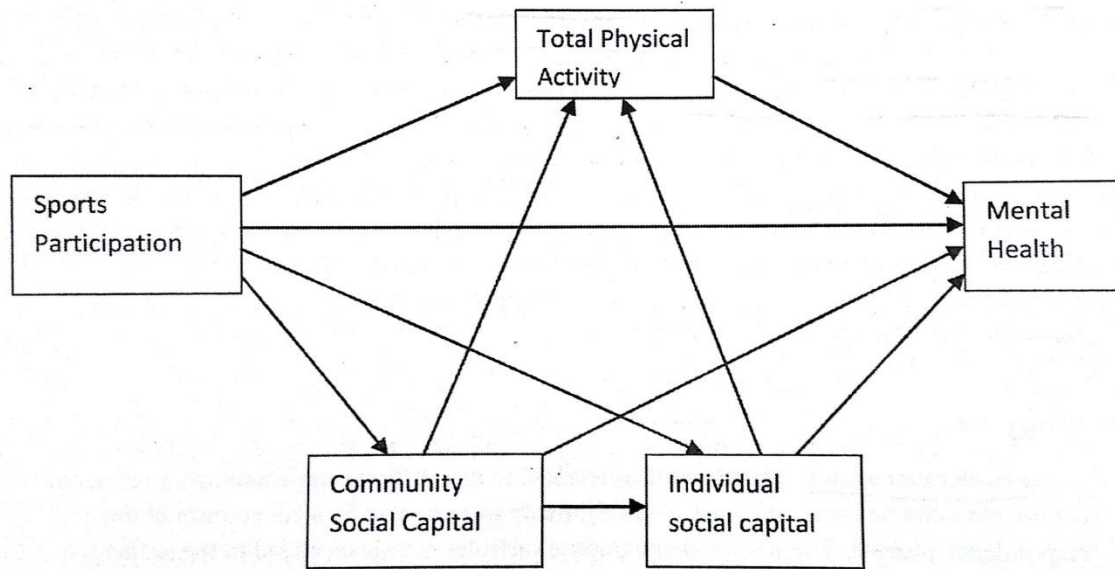 Total Physical
Activity
Sports
Participation
Mental
Health
Community
Social Capital
Individual
social capital